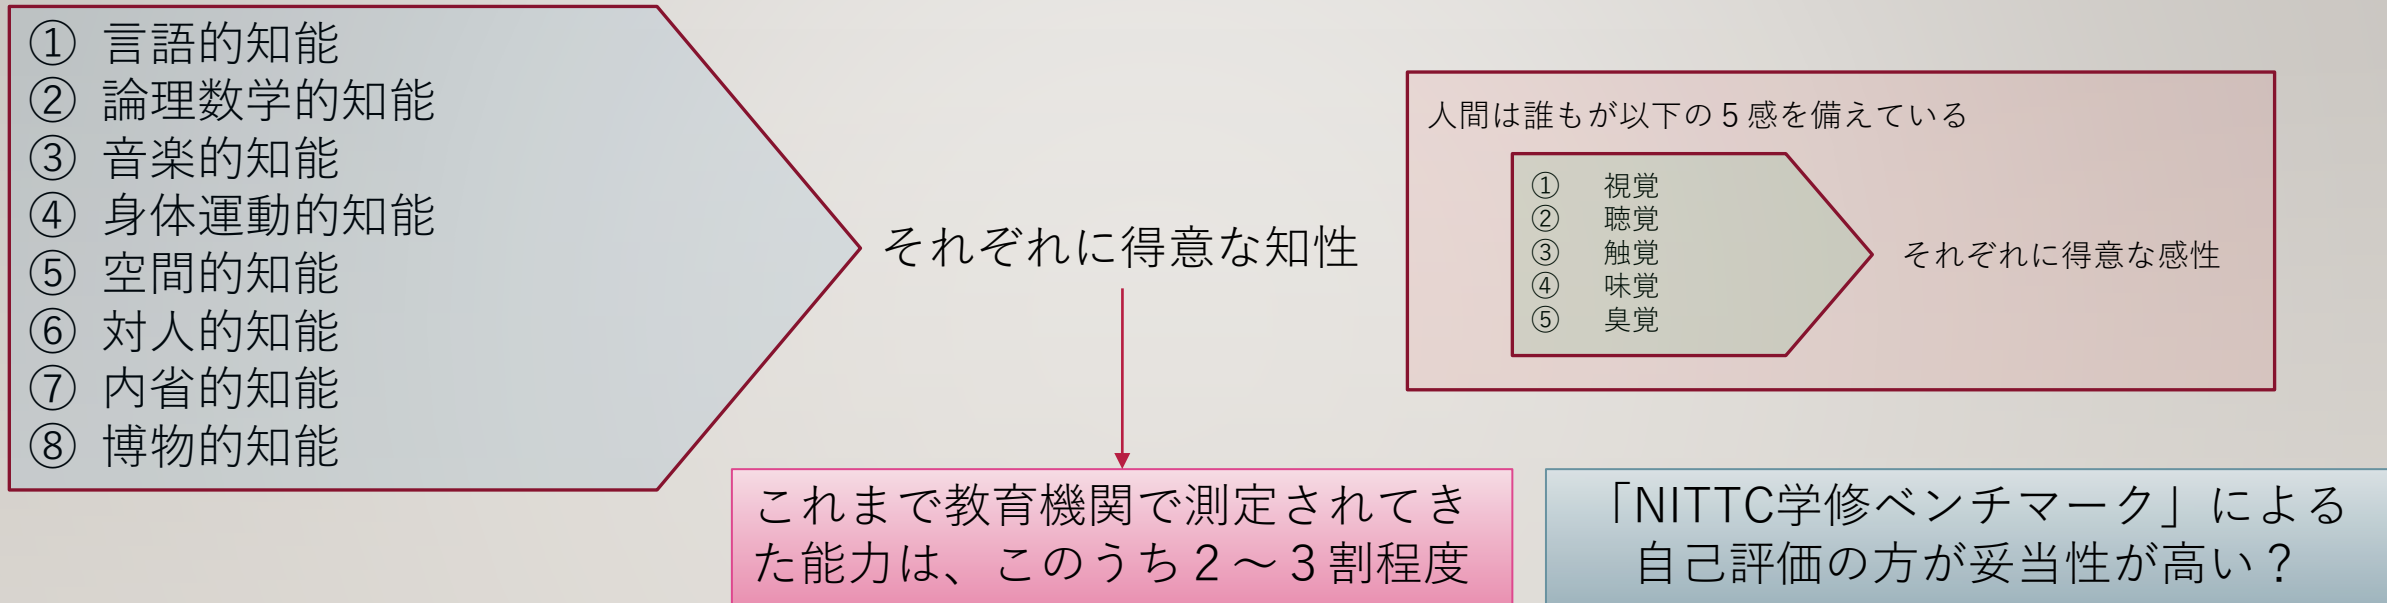 ① 言語的知能
② 論理数学的知能
③ 音楽的知能
④ 身体運動的知能
⑤ 空間的知能
⑥ 対人的知能
⑦ 内省的知能
⑧ 博物的知能
それぞれに得意な知性
人間は誰もが以下の5感を備えている
① 視覚
② 聴覚
③ 触覚
④ 味覚
⑤ 臭覚
それぞれに得意な感性
これまで教育機関で測定されてき
た能力は、このうち2～3割程度
「NITTC学修ベンチマーク」による
自己評価の方が妥当性が高い？